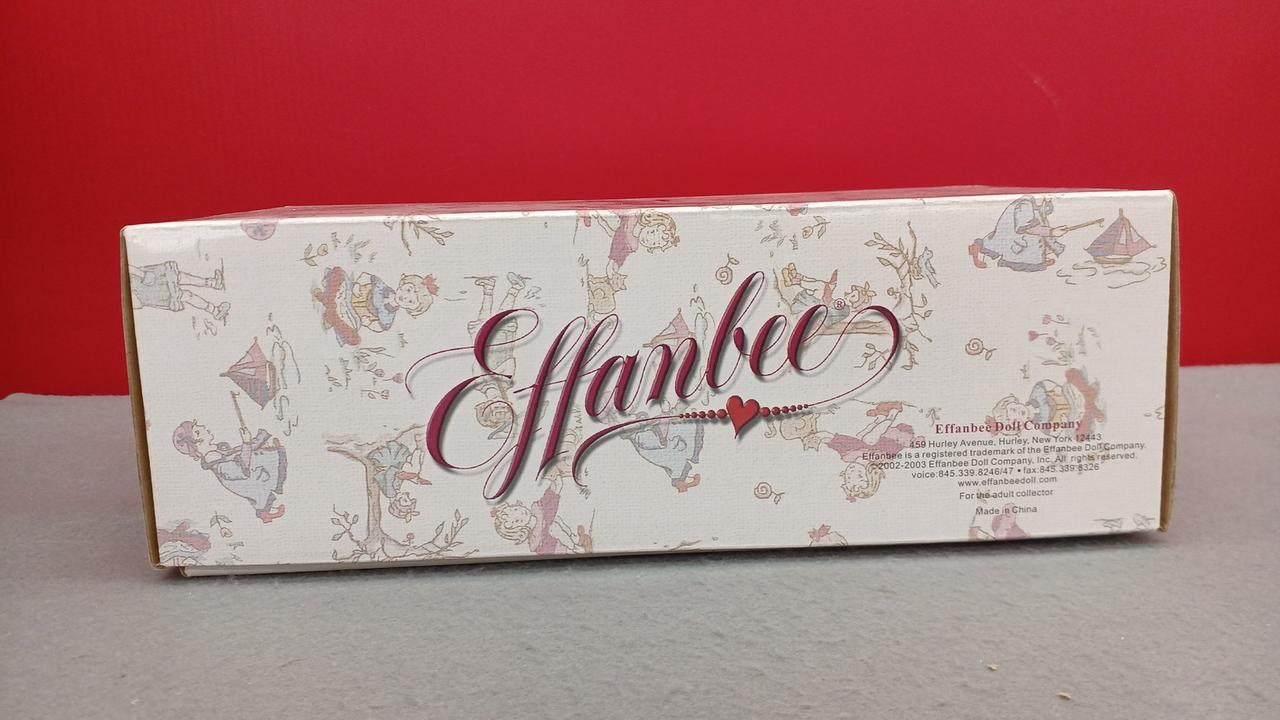 Effanbee®
Effanbee Doll Company
459 Hurley Avenue, Hurley, New York 12443
Effanbee is a registered trademark of the Effanbee Doll Company.
©2002-2003 Effanbee Doll Company, Inc. All rights reserved.
voice:845.339.8246/47 • fax:845.339.8326
www.effanbeedoll.com
For the adult collector
Made in China